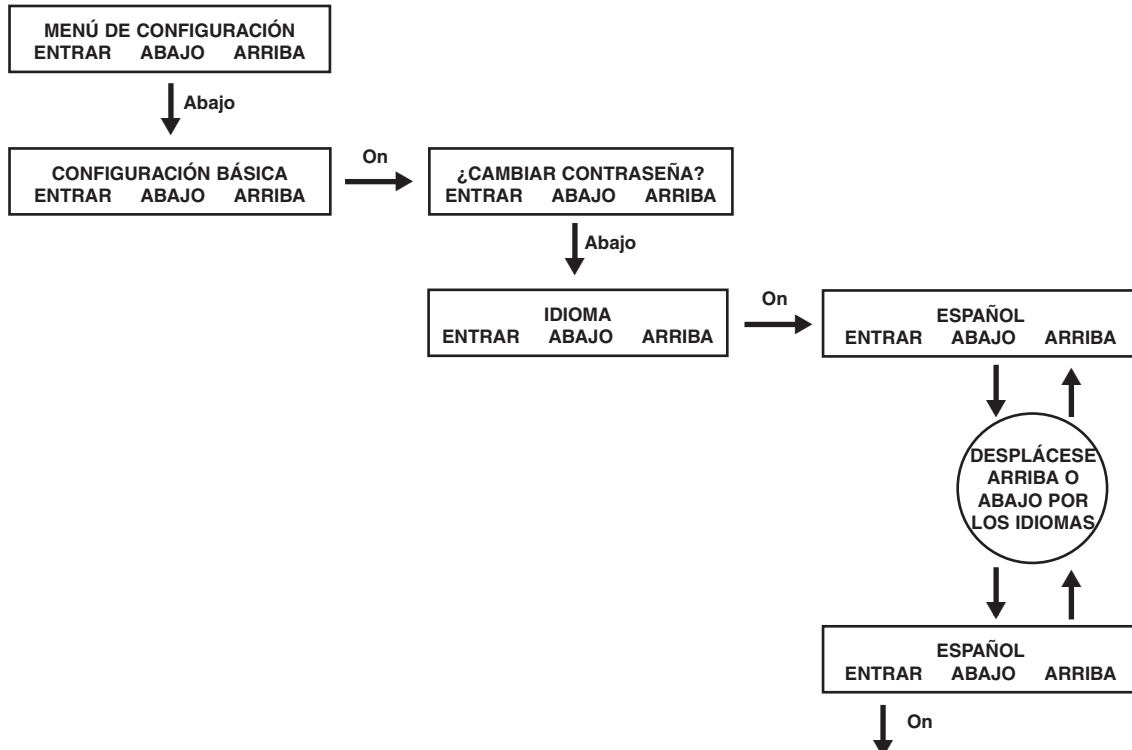 MENÚ DE CONFIGURACIÓN
ENTRAR ABAJO ARRIBA
Abajo
CONFIGURACIÓN BÁSICA
ENTRAR ABAJO ARRIBA
On
¿CAMBIAR CONTRASEÑA?
ENTRAR ABAJO ARRIBA
Abajo
IDIOMA
ENTRAR ABAJO ARRIBA
On
ESPAÑOL
ENTRAR ABAJO ARRIBA
DESPLÁCESE
ARRIBA O
ABAJO POR
LOS IDIOMAS
ESPAÑOL
ENTRAR ABAJO ARRIBA
On